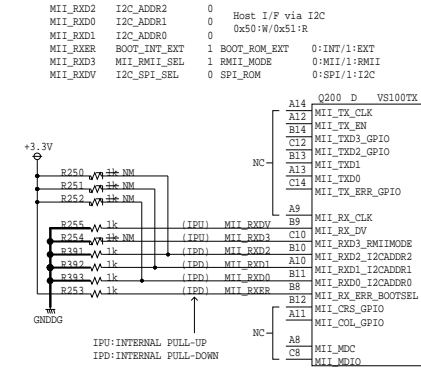 MII_RXD2 I2C_ADDR2 0
MII_RXD0 I2C_ADDR1 0
MII_RXD1 I2C_ADDR0 0
Host I/F via I2C
0x50:W/0x51:R
MII_RXER BOOT_INT_EXT 1 BOOT_ROM_EXT 0:INT/1:EXT
MII_RXD3 MII_RMII_SEL 1 RMII_MODE 0:MII/1:RMII
MII_RXDV I2C_SPI_SEL 0 SPI_ROM 0:SPI/1:I2C
Q200 D VS100TX
A14 MII_TX_CLK
A12 MII_TX_EN
B14 MII_TXD3_GPIO
C12 MII_TXD2_GPIO
B13 MII_TXD1
A13 MII_TXD0
C14 MII_TX_ERR_GPIO
NC
+3.3V
R250 1k NM
R251 1k NM
R252 1k NM
A9 MII_RX_CLK
R255 1k (IPU) MII_RXDV B9 MII_RX_DV
R254 1k NM (IPU) MII_RXD3 C10 MII_RXD3_RMIIMODE
R391 1k (IPD) MII_RXD2 B10 MII_RXD2_I2CADDR2
R392 1k (IPD) MII_RXD1 A10 MII_RXD1_I2CADDR1
R393 1k (IPD) MII_RXD0 B11 MII_RXD0_I2CADDR0
R253 1k (IPD) MII_RXER B8 MII_RX_ERR_BOOTSEL
B12 MII_CRS_GPIO
A11 MII_COL_GPIO
GNDDG
NC
A8 MII_MDC
C8 MII_MDIO
IPU:INTERNAL PULL-UP
IPD:INTERNAL PULL-DOWN